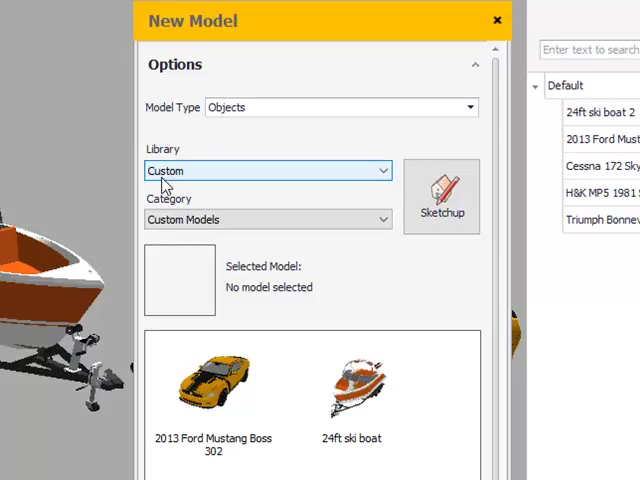 New Model
Options
Model Type Objects
Library
Custom
Category
Custom Models
Sketchup
Selected Model:
No model selected
2013 Ford Mustang Boss
302
24ft ski boat
Enter text to search
Default
24ft ski boat 2
2013 Ford Must
Cessna 172 Sky
H&K MP5 1981 S
Triumph Bonnev